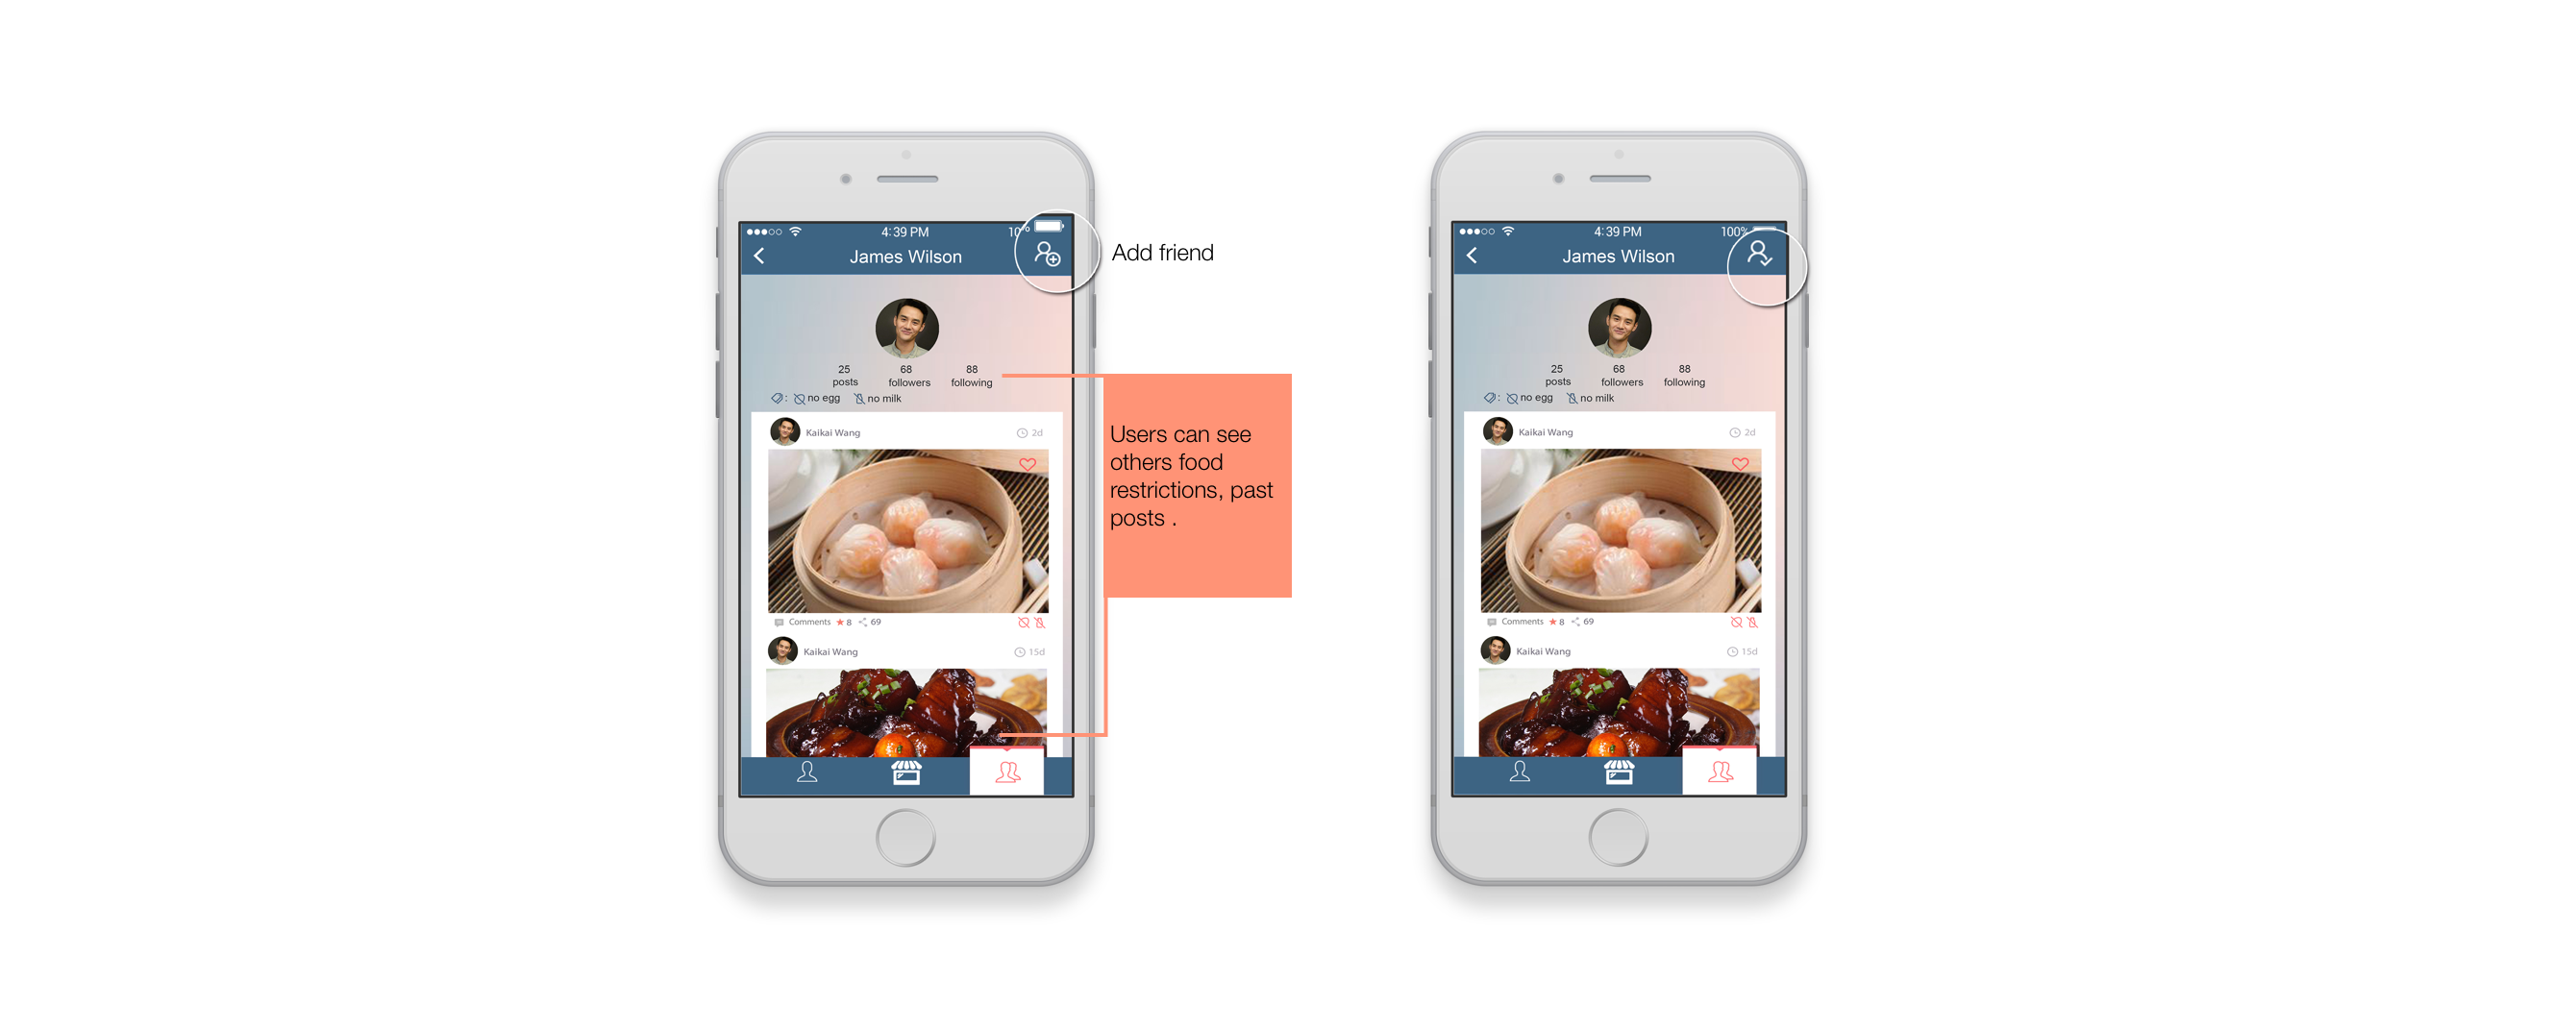 4:39 PM
10%
James Wilson
Add friend
25
68
88
posts
followers
following
: no egg
no milk
Kaikai Wang
2d
Comments
8
69
Kaikai Wang
15d
Users can see
others food
restrictions, past
posts .
4:39 PM
100%
James Wilson
25
68
88
posts
followers
following
: no egg
no milk
Kaikai Wang
2d
Comments
8
69
Kaikai Wang
15d